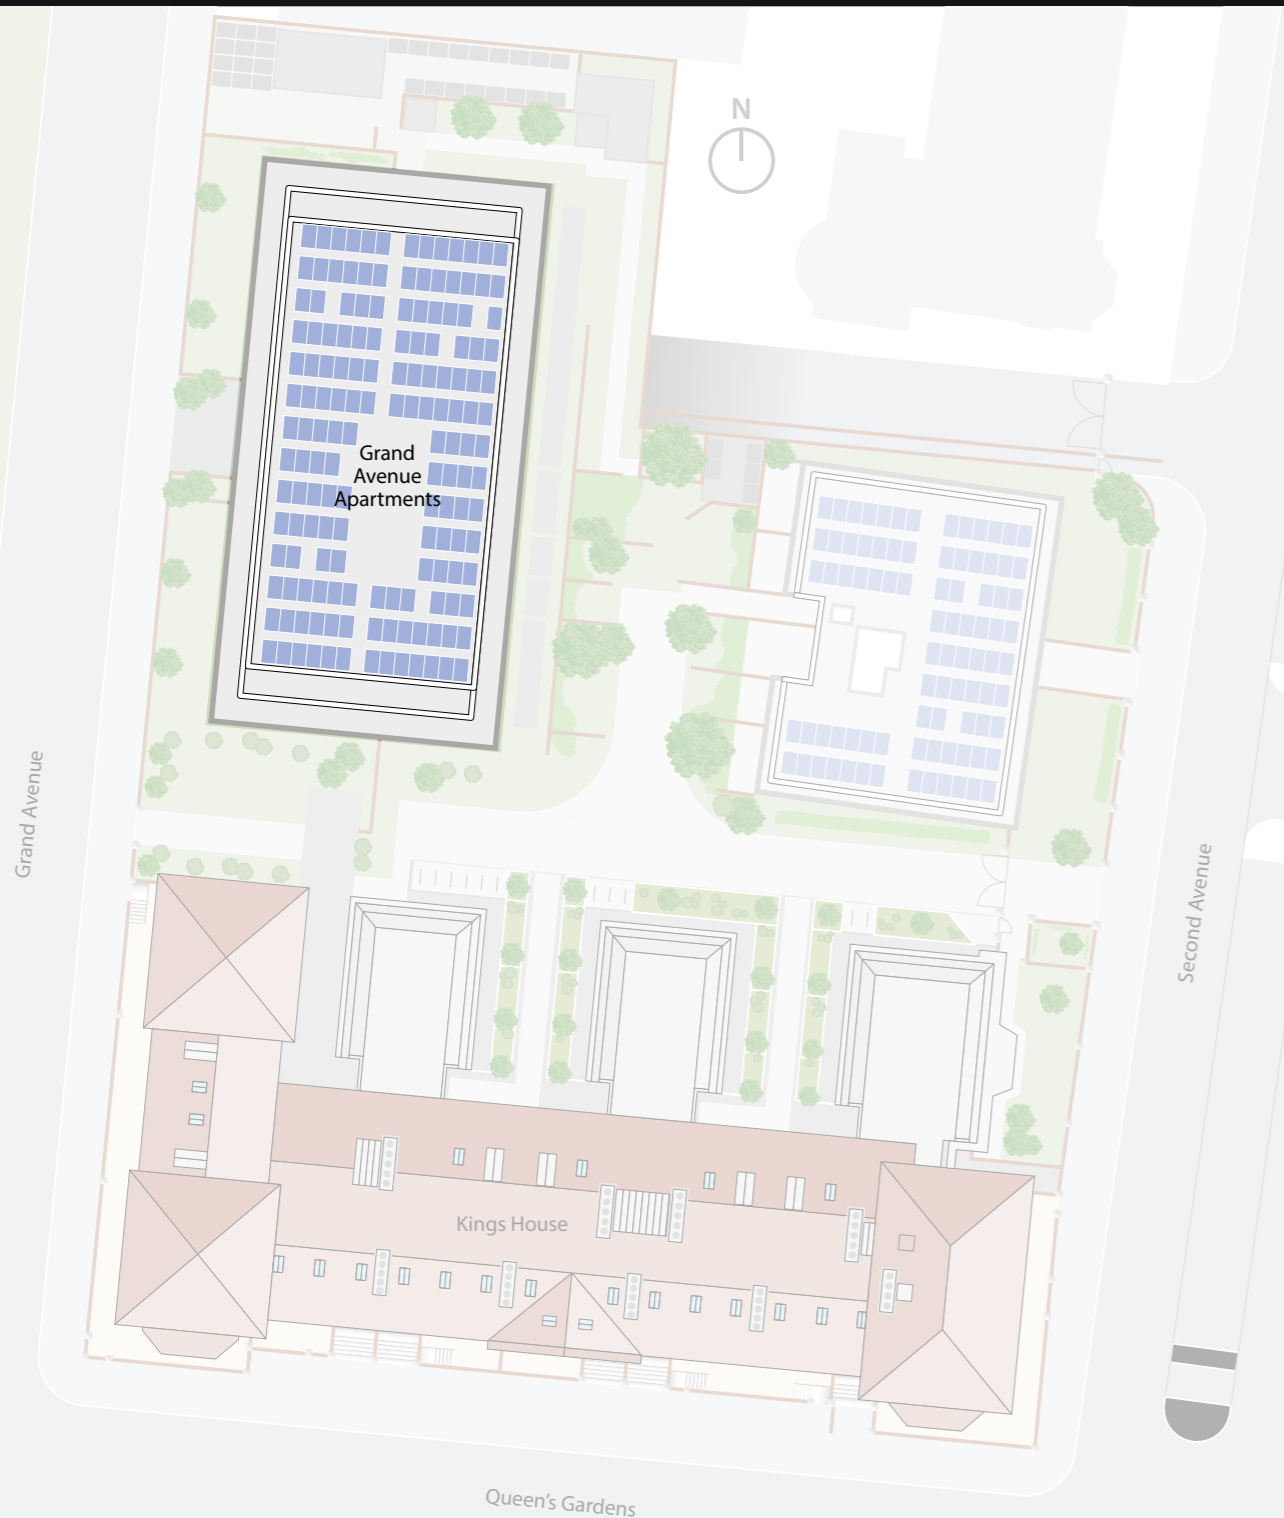 N
Grand
Avenue
Apartments
Grand Avenue
Second Avenue
Kings House
Queen's Gardens